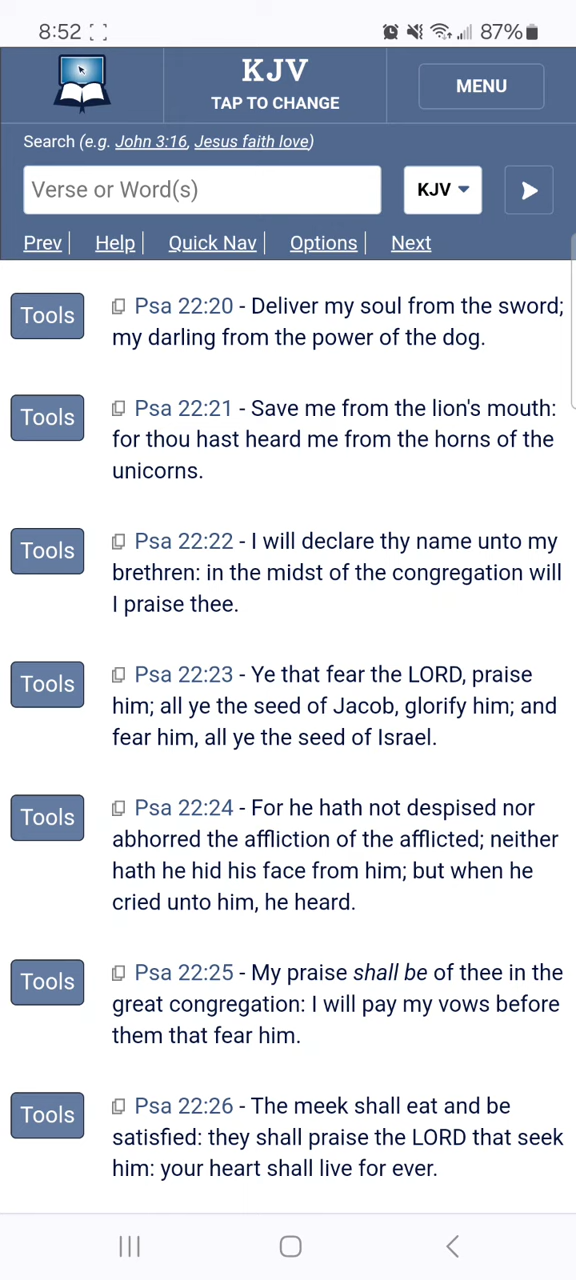 8:52 87%
KJV
TAP TO CHANGE
MENU
Search (e.g. John 3:16, Jesus faith love)
Verse or Word(s)
KJV
Prev | Help | Quick Nav | Options | Next
Tools
Psa 22:20 - Deliver my soul from the sword;
my darling from the power of the dog.
Tools
Psa 22:21 - Save me from the lion's mouth:
for thou hast heard me from the horns of the
unicorns.
Tools
Psa 22:22 - I will declare thy name unto my
brethren: in the midst of the congregation will
I praise thee.
Tools
Psa 22:23 - Ye that fear the LORD, praise
him; all ye the seed of Jacob, glorify him; and
fear him, all ye the seed of Israel.
Tools
Psa 22:24 - For he hath not despised nor
abhorred the affliction of the afflicted; neither
hath he hid his face from him; but when he
cried unto him, he heard.
Tools
Psa 22:25 - My praise shall be of thee in the
great congregation: I will pay my vows before
them that fear him.
Tools
Psa 22:26 - The meek shall eat and be
satisfied: they shall praise the LORD that seek
him: your heart shall live for ever.